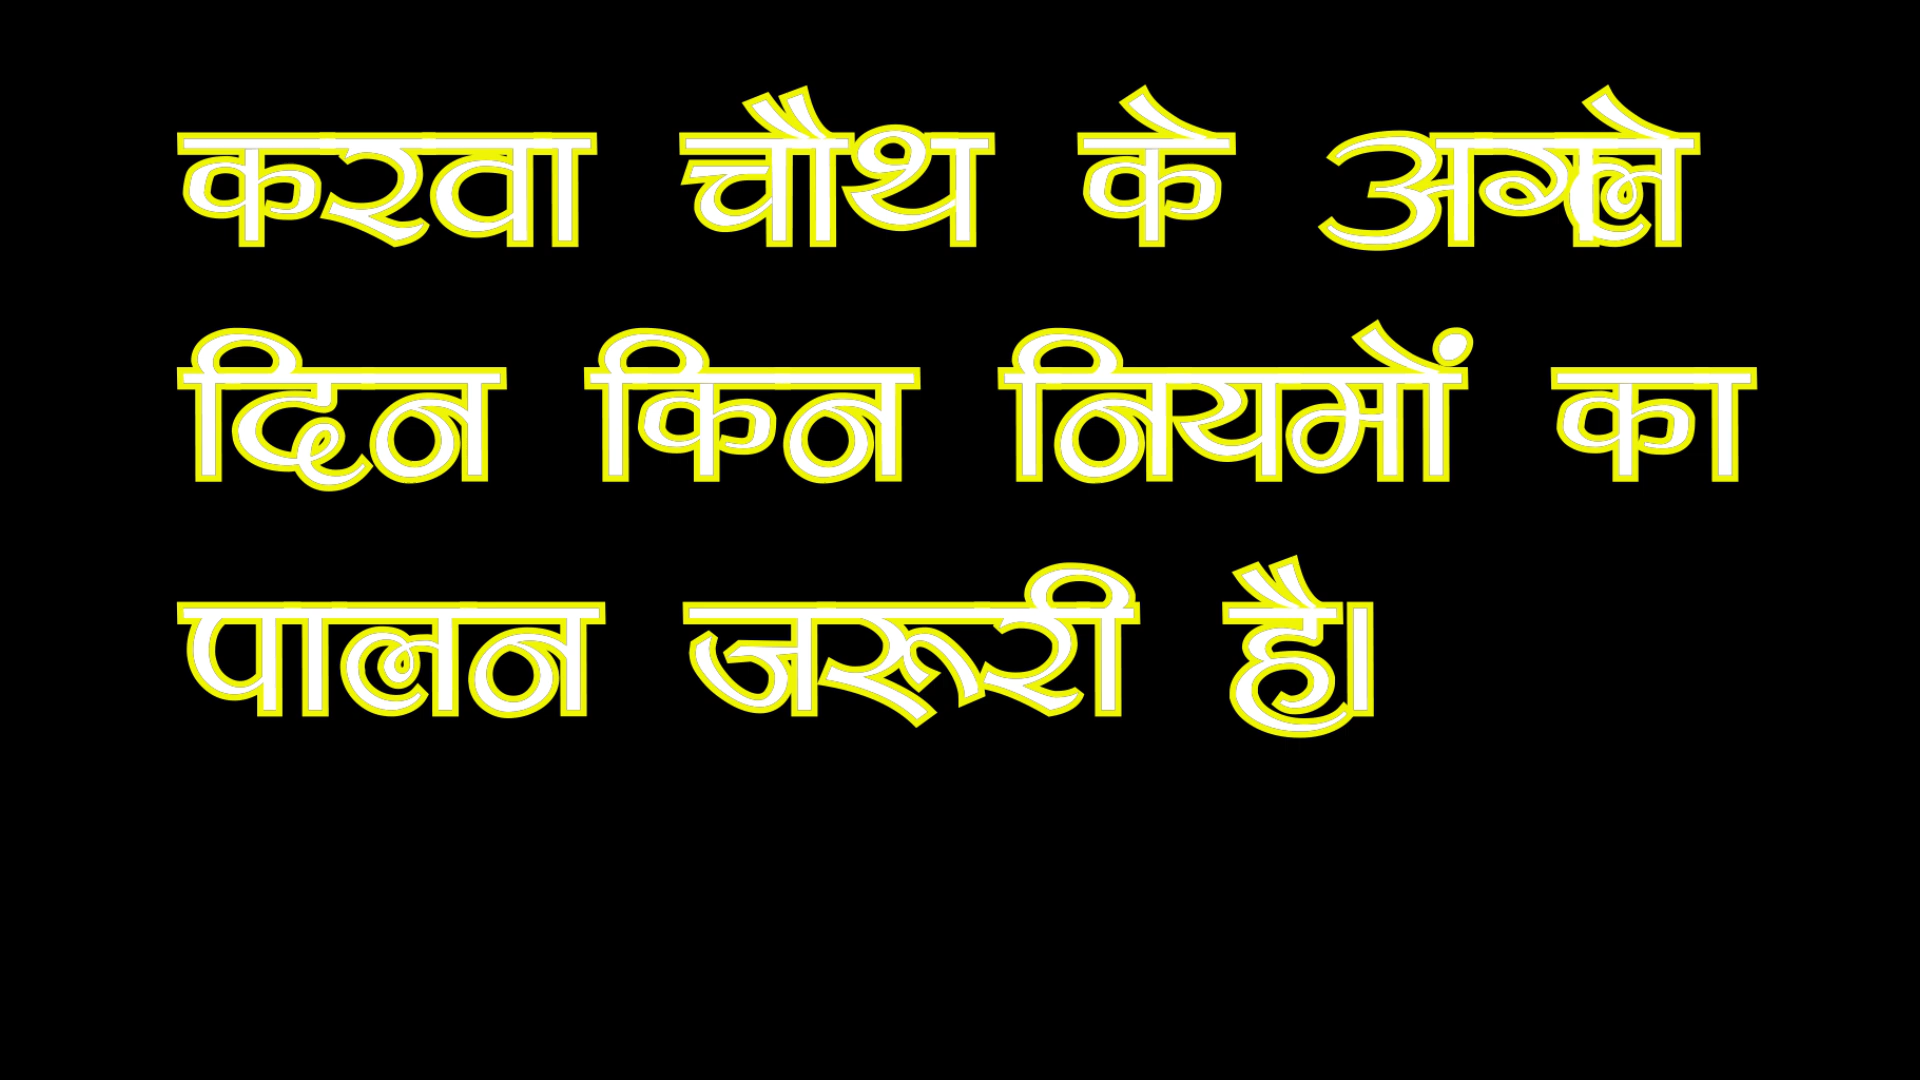 करवा चौथ के अगले
दिन किन नियमों का
पालन जरूरी है।